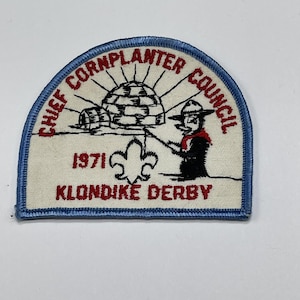 CHIEF CORNPLANTER COUNCIL
1971
KLONDIKE DERBY